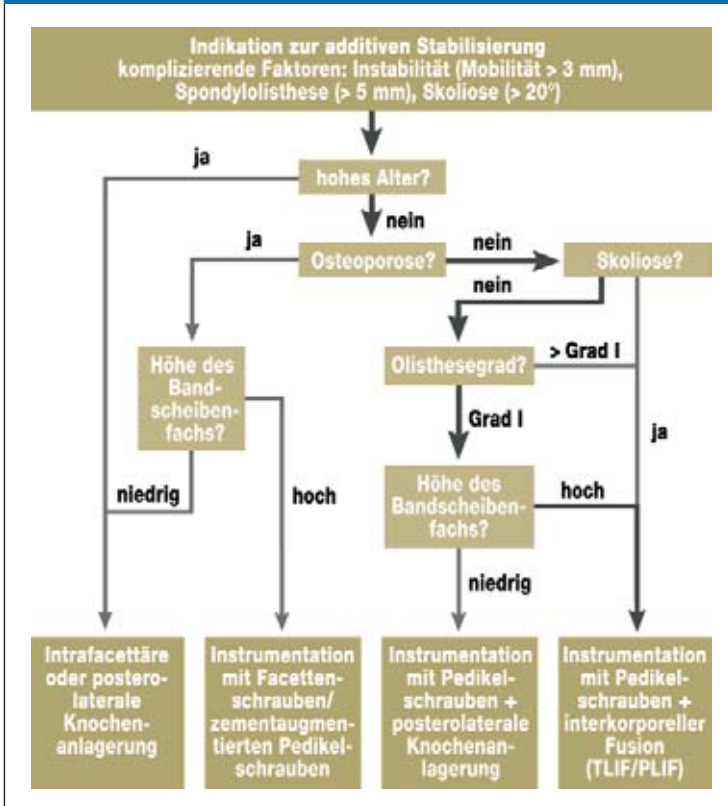 Indikation zur additiven Stabilisierung
komplizierende Faktoren: Instabilität (Mobilität > 3 mm),
Spondylolisthese (> 5 mm), Skoliose (> 20°)
ja
hohes Alter?
nein
ja
Osteoporose?
nein
Skoliose?
nein
Höhe des
Band-
scheiben-
fachs?
Olisthesegrad?
> Grad I
Grad I
ja
niedrig
hoch
Höhe des
Bandscheiben-
fachs?
hoch
niedrig
Intrafacettäre
oder postero-
laterale
Knochen-
anlagerung
Instrumentation
mit Facetten-
schrauben/
zementaugmen-
tierten Pedikel-
schrauben
Instrumentation
mit Pedikel-
schrauben +
posterolaterale
Knochenan-
lagerung
Instrumentation
mit Pedikel-
schrauben +
interkorporeller
Fusion
(TLIF/PLIF)